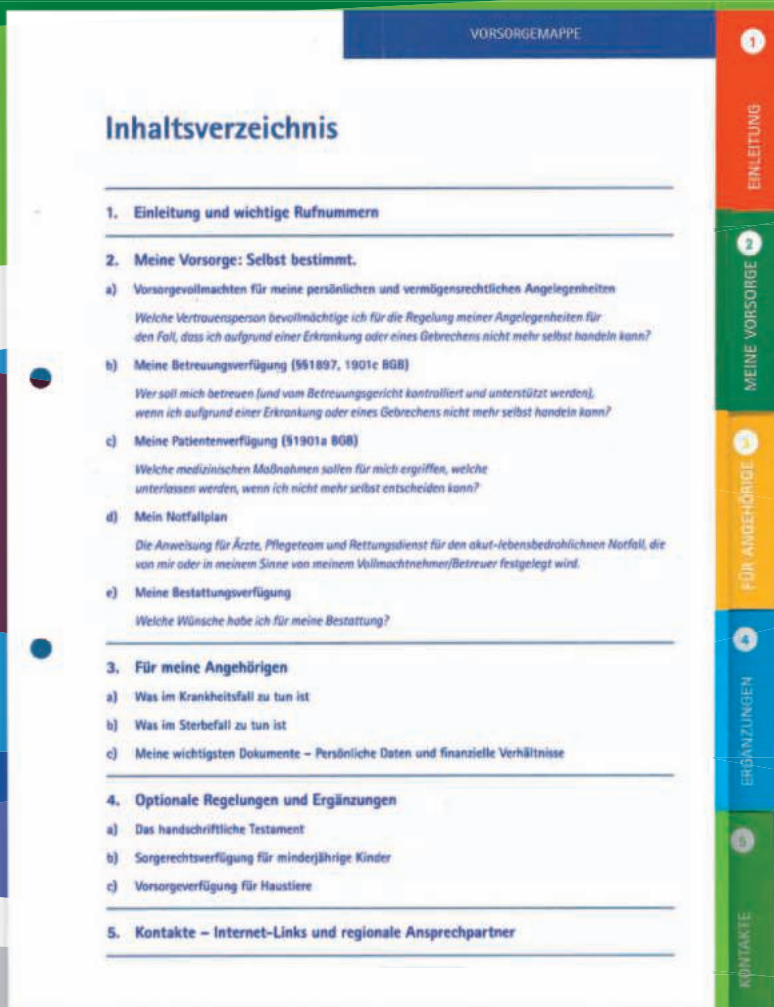 VORSORGEMAPPE
Inhaltsverzeichnis
1. Einleitung und wichtige Rufnummern
2. Meine Vorsorge: Selbst bestimmt.
a) Vorsorgevollmachten für meine persönlichen und vermögensrechtlichen Angelegenheiten
Welche Vertrauensperson bevollmächtige ich für die Regelung meiner Angelegenheiten für
den Fall, dass ich aufgrund einer Erkrankung oder eines Gebrechens nicht mehr selbst handeln kann?
b) Meine Betreuungsverfügung (§§1897, 1901c BGB)
Wer soll mich betreuen (und vom Betreuungsgericht kontrolliert und unterstützt werden),
wenn ich aufgrund einer Erkrankung oder eines Gebrechens nicht mehr selbst handeln kann?
c) Meine Patientenverfügung (§1901a BGB)
Welche medizinischen Maßnahmen sollen für mich ergriffen, welche
unterlassen werden, wenn ich nicht mehr selbst entscheiden kann?
d) Mein Notfallplan
Die Anweisung für Ärzte, Pflegeteam und Rettungsdienst für den akut-lebensbedrohlichnen Notfall, die
von mir oder in meinem Sinne von meinem Vollmachtnehmer/Betreuer festgelegt wird.
e) Meine Bestattungsverfügung
Welche Wünsche habe ich für meine Bestattung?
3. Für meine Angehörigen
a) Was im Krankheitsfall zu tun ist
b) Was im Sterbefall zu tun ist
c) Meine wichtigsten Dokumente – Persönliche Daten und finanzielle Verhältnisse
4. Optionale Regelungen und Ergänzungen
a) Das handschriftliche Testament
b) Sorgerechtsverfügung für minderjährige Kinder
c) Vorsorgeverfügung für Haustiere
5. Kontakte – Internet-Links und regionale Ansprechpartner
1
EINLEITUNG
2
MEINE VORSORGE
3
FÜR ANGEHÖRIGE
4
ERGÄNZUNGEN
5
KONTAKTE